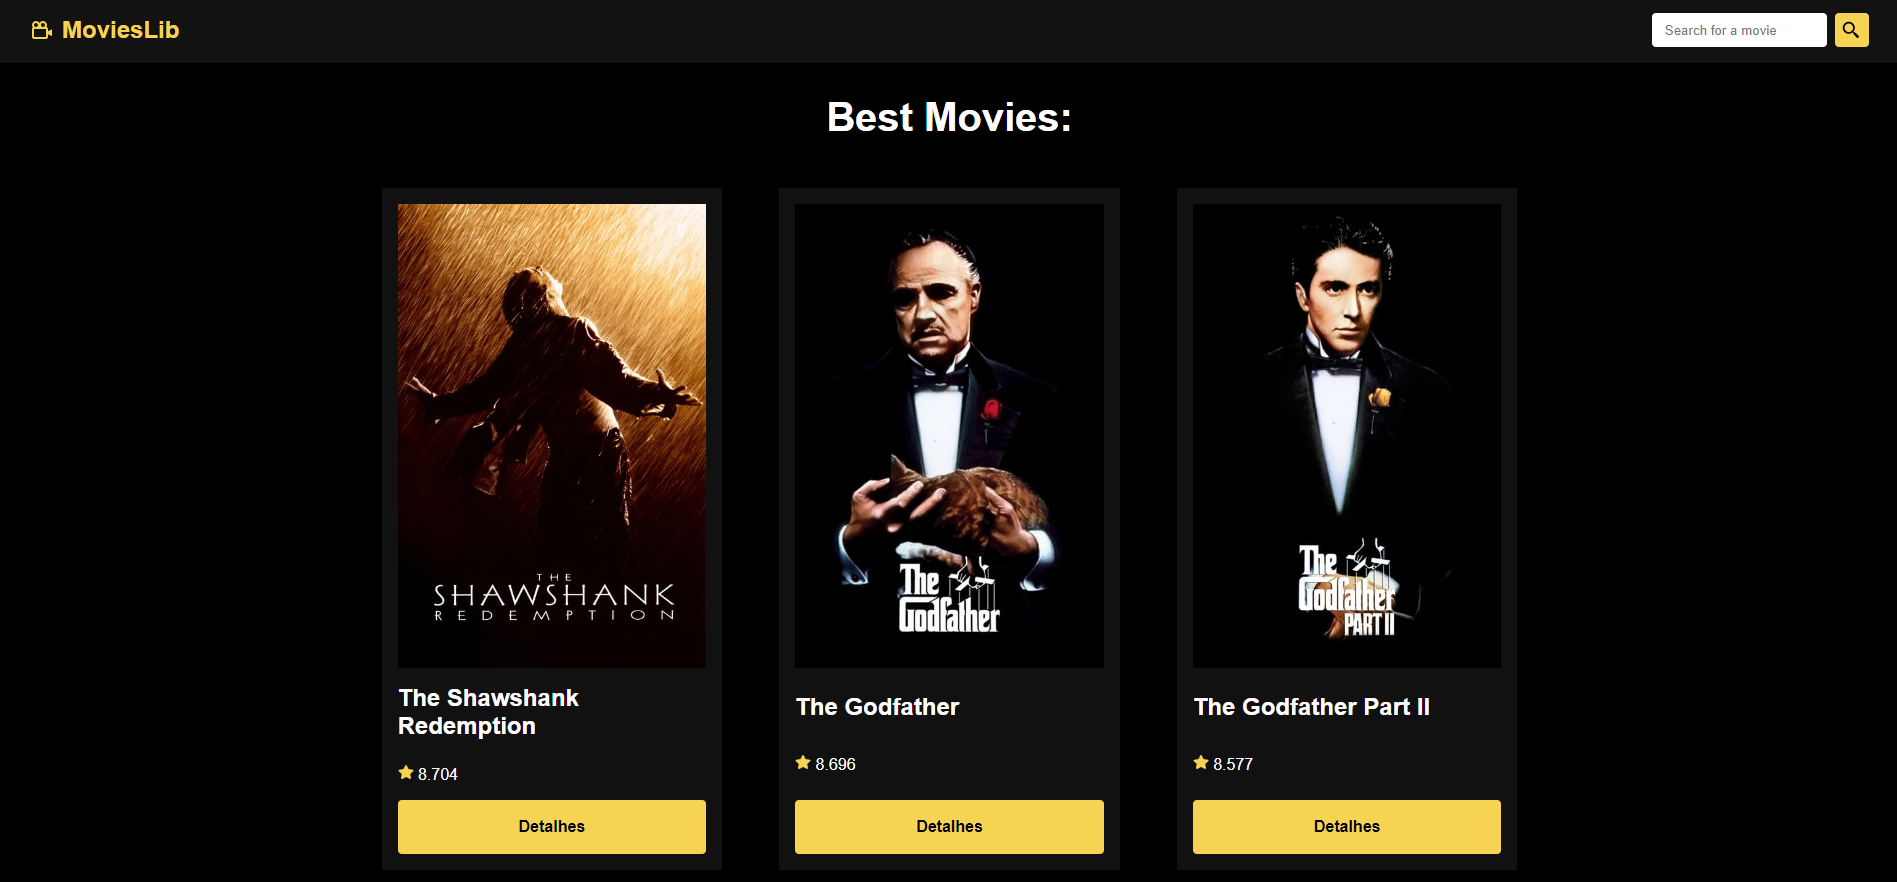 MoviesLib
Search for a movie
Best Movies:
THE
SHAWSHANK
REDEMPTION
The
Godfather
The
Godfather
PART II
The Shawshank
Redemption
The Godfather
The Godfather Part II
8.704
8.696
8.577
Detalhes
Detalhes
Detalhes